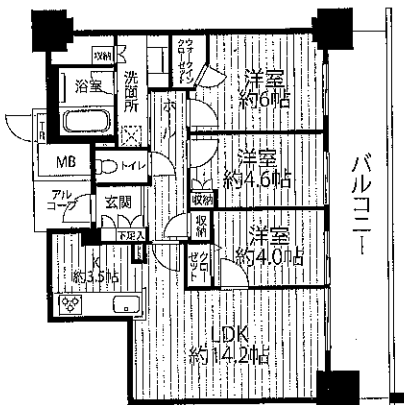 収納
ウォークイン
クローゼット
洗面所
浴室
洋室
約6帖
ホール
MB
トイレ
洋室
約4.6帖
収納
アル
コーブ
玄関
下足入
収納
洋室
約4.0帖
クロー
ゼット
K
約3.5帖
LDK
約14.2帖
バルコニー